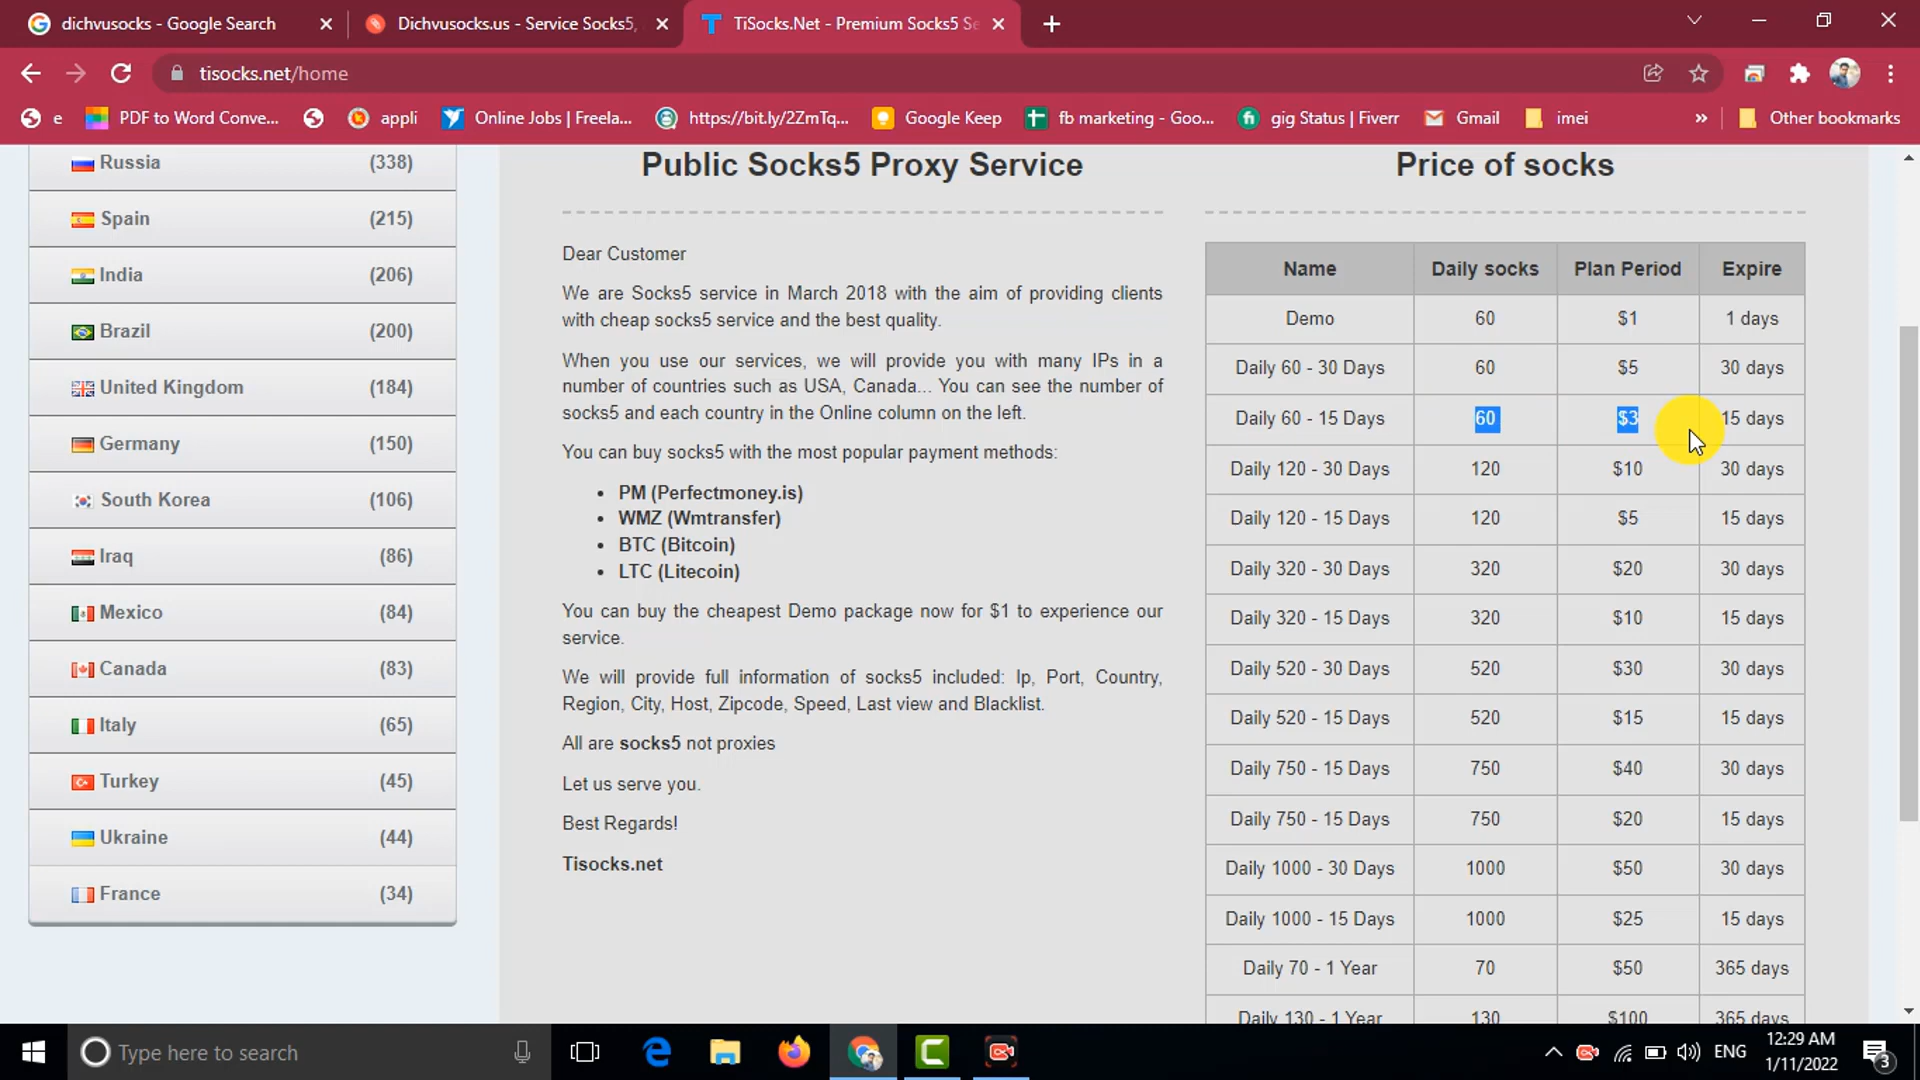 dichvusocks - Google Search
Dichvusocks.us - Service Socks5,
TiSocks.Net - Premium Socks5 Se
tisocks.net/home
e
PDF to Word Conve...
appli
Online Jobs | Freela...
https://bit.ly/2ZmTq...
Google Keep
fb marketing - Goo...
gig Status | Fiverr
Gmail
imei
»
Other bookmarks
Russia (338)
Spain (215)
India (206)
Brazil (200)
United Kingdom (184)
Germany (150)
South Korea (106)
Iraq (86)
Mexico (84)
Canada (83)
Italy (65)
Turkey (45)
Ukraine (44)
France (34)
Public Socks5 Proxy Service
Dear Customer
We are Socks5 service in March 2018 with the aim of providing clients
with cheap socks5 service and the best quality.
When you use our services, we will provide you with many IPs in a
number of countries such as USA, Canada... You can see the number of
socks5 and each country in the Online column on the left.
You can buy socks5 with the most popular payment methods:
• PM (Perfectmoney.is)
• WMZ (Wmtransfer)
• BTC (Bitcoin)
• LTC (Litecoin)
You can buy the cheapest Demo package now for $1 to experience our
service.
We will provide full information of socks5 included: Ip, Port, Country,
Region, City, Host, Zipcode, Speed, Last view and Blacklist.
All are socks5 not proxies
Let us serve you.
Best Regards!
Tisocks.net
Price of socks
Name Daily socks Plan Period Expire
Demo 60 $1 1 days
Daily 60 - 30 Days 60 $5 30 days
Daily 60 - 15 Days 60 $3 15 days
Daily 120 - 30 Days 120 $10 30 days
Daily 120 - 15 Days 120 $5 15 days
Daily 320 - 30 Days 320 $20 30 days
Daily 320 - 15 Days 320 $10 15 days
Daily 520 - 30 Days 520 $30 30 days
Daily 520 - 15 Days 520 $15 15 days
Daily 750 - 15 Days 750 $40 30 days
Daily 750 - 15 Days 750 $20 15 days
Daily 1000 - 30 Days 1000 $50 30 days
Daily 1000 - 15 Days 1000 $25 15 days
Daily 70 - 1 Year 70 $50 365 days
Daily 130 - 1 Year 130 $100 365 days
Type here to search
ENG
12:29 AM
1/11/2022
3